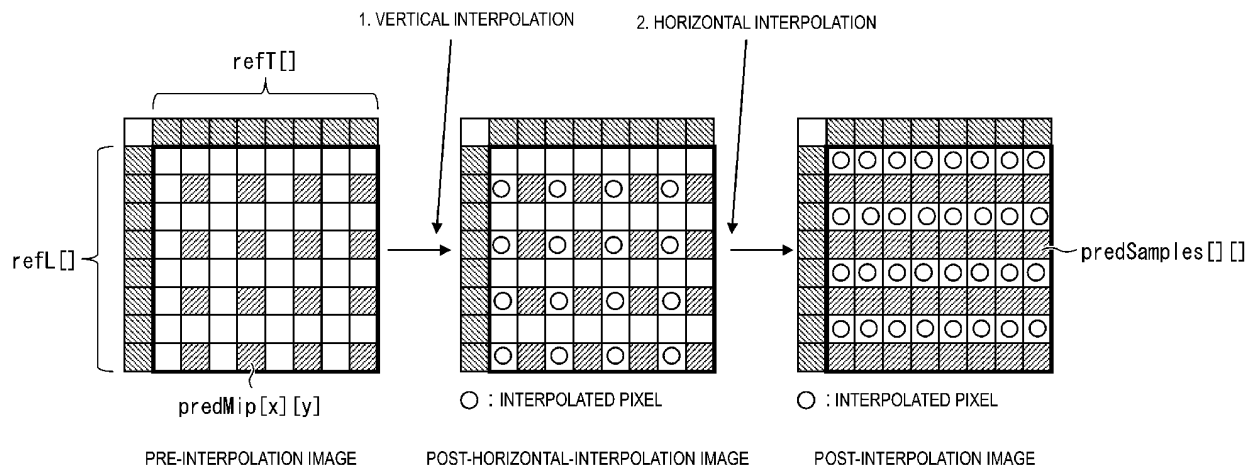 1. VERTICAL INTERPOLATION
2. HORIZONTAL INTERPOLATION
refT[]
refL[]
predSamples[][]
predMip[x][y]
: INTERPOLATED PIXEL
: INTERPOLATED PIXEL
PRE-INTERPOLATION IMAGE
POST-HORIZONTAL-INTERPOLATION IMAGE
POST-INTERPOLATION IMAGE